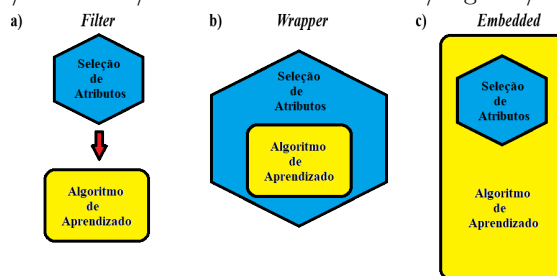 a) Filter
Seleção
de
Atributos
Algoritmo
de
Aprendizado
b) Wrapper
Seleção
de
Atributos
Algoritmo
de
Aprendizado
c) Embedded
Seleção
de
Atributos
Algoritmo
de
Aprendizado